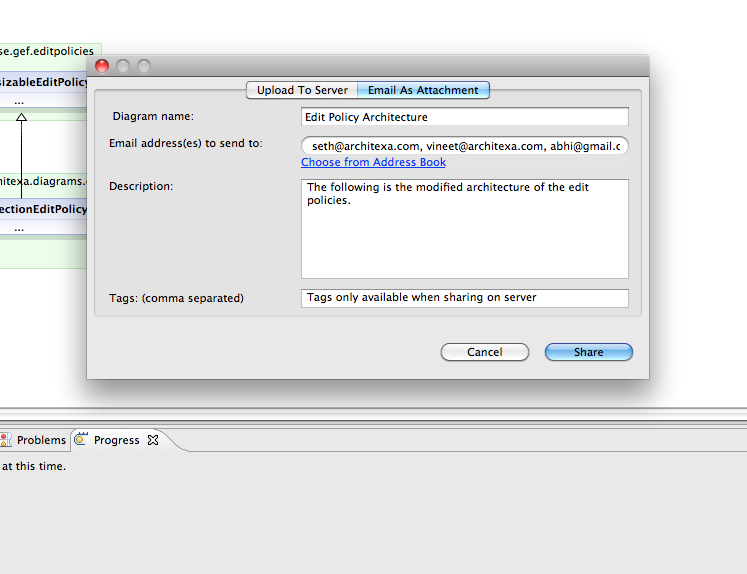 se.gef.editpolicies
sizableEditPolicy
...
hitexa.diagrams.
ectionEditPolicy
...
Upload To Server
Email As Attachment
Diagram name:
Edit Policy Architecture
Email address(es) to send to:
seth@architexa.com, vineet@architexa.com, abhi@gmail.c
Choose from Address Book
Description:
The following is the modified architecture of the edit
policies.
Tags: (comma separated)
Tags only available when sharing on server
Cancel
Share
Problems
Progress
at this time.